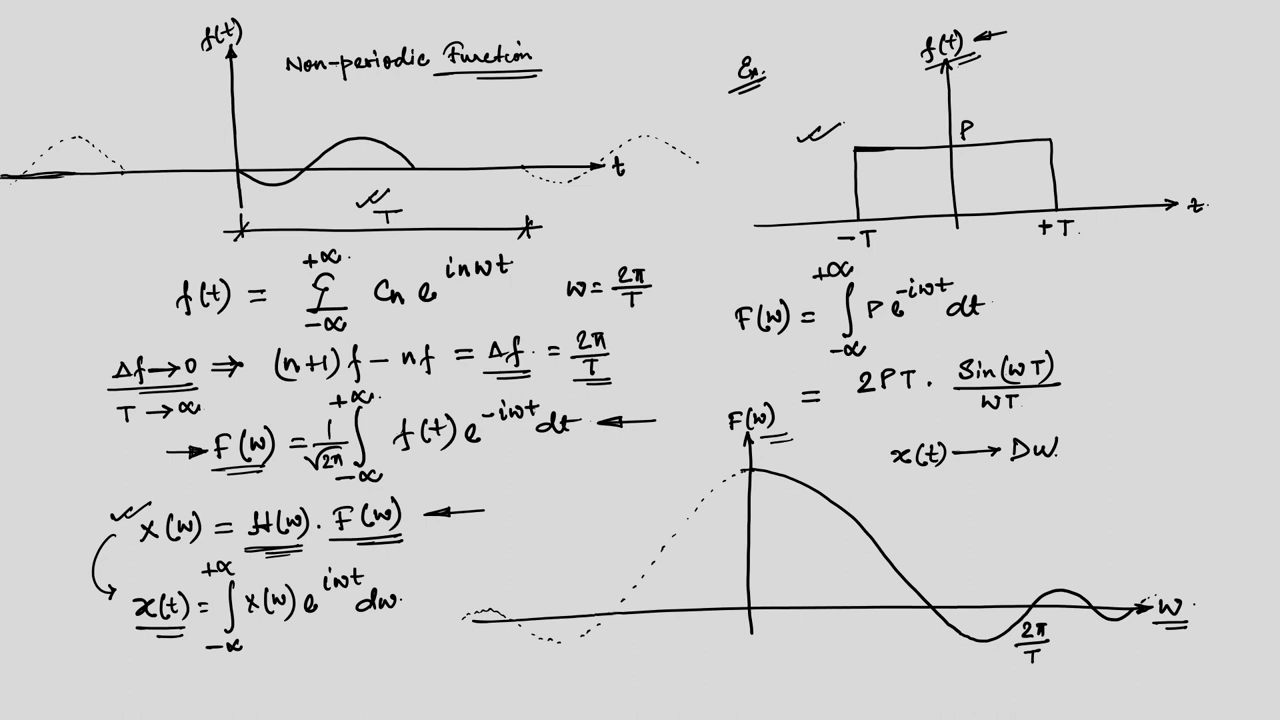 f(t)
Non-periodic Function
t
T
f(t) = Σ Cn e^inωt ω = 2π/T
+∝
-∝
Δf→0 ⇒ (n+1)f - nf = Δf = 2π/T
T→∝
→ F(ω) = 1/√2π ∫ f(t) e^-iωt dt ←
+∝
-∝
X(ω) = H(ω) · F(ω) ←
x(t) = ∫ X(ω) e^iωt dω.
+∝
-∝
Ex.
f(t) ←
P
-T
+T
t
F(ω) = ∫ P e^-iωt dt
+∝
-∝
= 2PT · Sin(ωT)/ωT
x(t) → Dω.
F(ω)
2π/T
ω